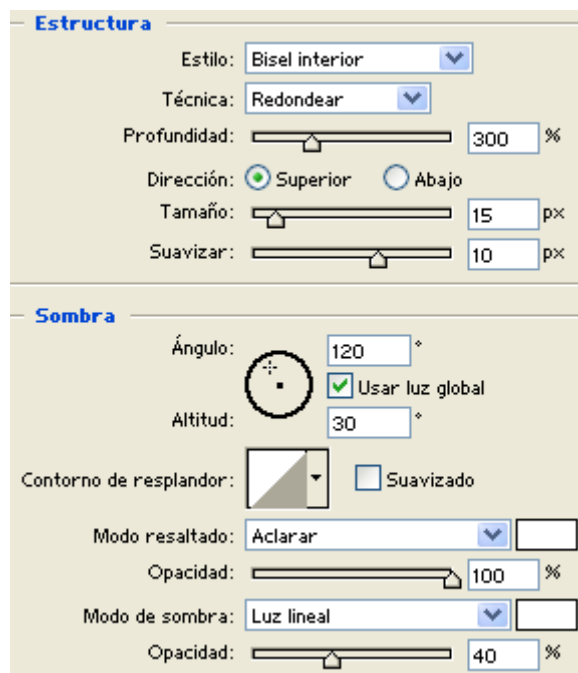 Estructura
Estilo: Bisel interior
Técnica: Redondear
Profundidad: 300 %
Dirección: Superior Abajo
Tamaño: 15 px
Suavizar: 10 px
Sombra
Ángulo: 120 °
Usar luz global
Altitud: 30 °
Contorno de resplandor: Suavizado
Modo resaltado: Aclarar
Opacidad: 100 %
Modo de sombra: Luz lineal
Opacidad: 40 %